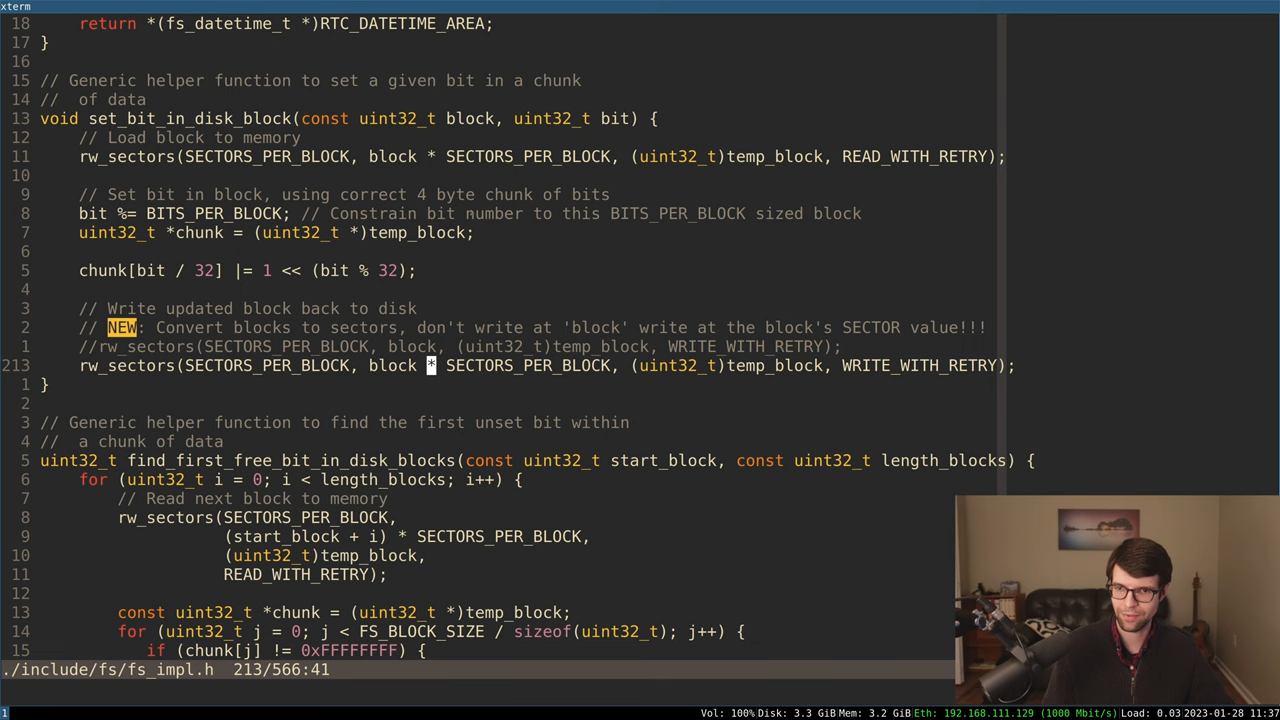 xterm
18     return *(fs_datetime_t *)RTC_DATETIME_AREA;
17 }
16
15 // Generic helper function to set a given bit in a chunk
14 //  of data
13 void set_bit_in_disk_block(const uint32_t block, uint32_t bit) {
12     // Load block to memory
11     rw_sectors(SECTORS_PER_BLOCK, block * SECTORS_PER_BLOCK, (uint32_t)temp_block, READ_WITH_RETRY);
10
9     // Set bit in block, using correct 4 byte chunk of bits
8     bit %= BITS_PER_BLOCK; // Constrain bit number to this BITS_PER_BLOCK sized block
7     uint32_t *chunk = (uint32_t *)temp_block;
6
5     chunk[bit / 32] |= 1 << (bit % 32);
4
3     // Write updated block back to disk
2     // NEW: Convert blocks to sectors, don't write at 'block' write at the block's SECTOR value!!!
1     //rw_sectors(SECTORS_PER_BLOCK, block, (uint32_t)temp_block, WRITE_WITH_RETRY);
213     rw_sectors(SECTORS_PER_BLOCK, block * SECTORS_PER_BLOCK, (uint32_t)temp_block, WRITE_WITH_RETRY);
1 }
2
3 // Generic helper function to find the first unset bit within
4 //  a chunk of data
5 uint32_t find_first_free_bit_in_disk_blocks(const uint32_t start_block, const uint32_t length_blocks) {
6     for (uint32_t i = 0; i < length_blocks; i++) {
7         // Read next block to memory
8         rw_sectors(SECTORS_PER_BLOCK,
9                    (start_block + i) * SECTORS_PER_BLOCK,
10                    (uint32_t)temp_block,
11                    READ_WITH_RETRY);
12
13         const uint32_t *chunk = (uint32_t *)temp_block;
14         for (uint32_t j = 0; j < FS_BLOCK_SIZE / sizeof(uint32_t); j++) {
15            if (chunk[j] != 0xFFFFFFFF) {
./include/fs/fs_impl.h  213/566:41
1 Vol: 100% Disk: 3.3 GiB Mem: 3.2 GiB Eth: 192.168.111.129 (1000 Mbit/s) Load: 0.03 2023-01-28 11:37